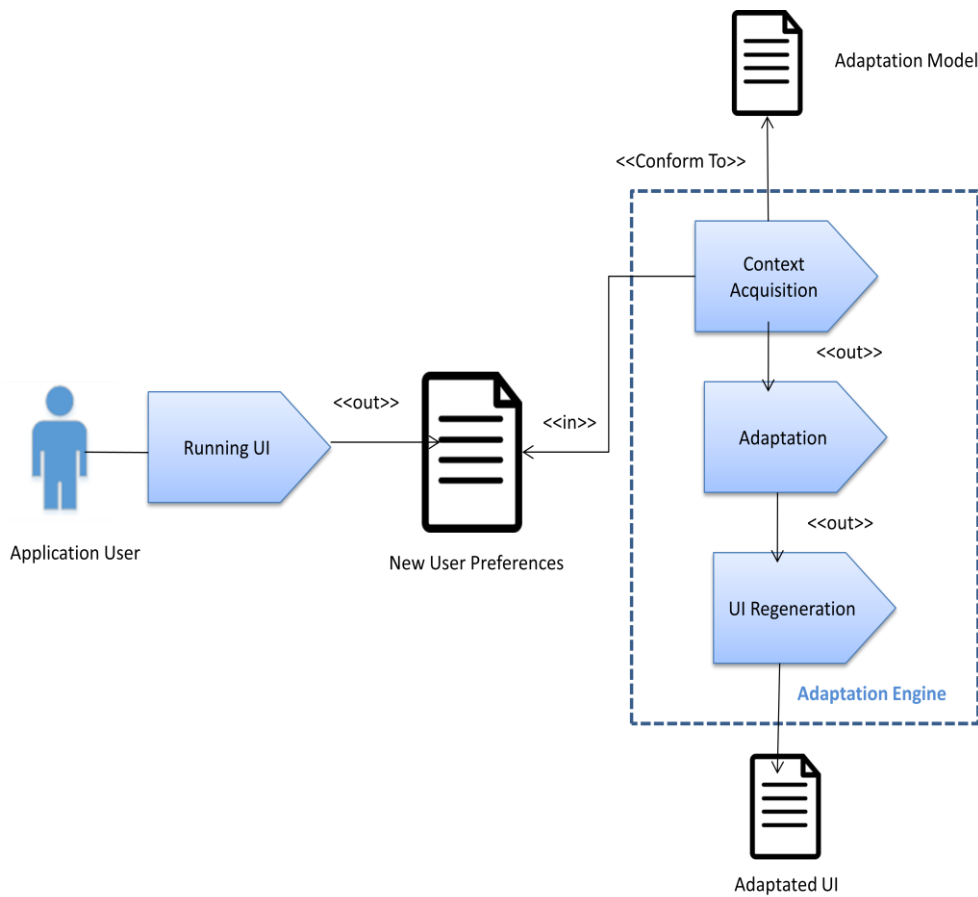 Adaptation Model
<<Conform To>>
Context
Acquisition
<<out>>
<<out>>
<<in>>
Running UI
Adaptation
<<out>>
Application User
New User Preferences
UI Regeneration
Adaptation Engine
Adaptated UI